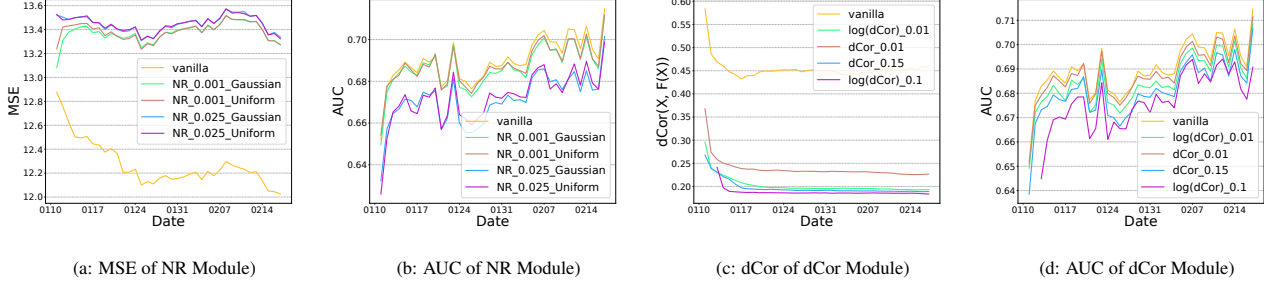 13.6
13.4
13.2
13.0
12.8
12.6
12.4
12.2
12.0
MSE
vanilla
NR_0.001_Gaussian
NR_0.001_Uniform
NR_0.025_Gaussian
NR_0.025_Uniform
0110 0117 0124 0131 0207 0214
Date
(a: MSE of NR Module)
0.70
0.68
0.66
0.64
AUC
vanilla
NR_0.001_Gaussian
NR_0.001_Uniform
NR_0.025_Gaussian
NR_0.025_Uniform
0110 0117 0124 0131 0207 0214
Date
(b: AUC of NR Module)
0.60
0.55
0.50
0.45
0.40
0.35
0.30
0.25
0.20
dCor(X, F(X))
vanilla
log(dCor)_0.01
dCor_0.01
dCor_0.15
log(dCor)_0.1
0110 0117 0124 0131 0207 0214
Date
(c: dCor of dCor Module)
0.71
0.70
0.69
0.68
0.67
0.66
0.65
0.64
AUC
vanilla
log(dCor)_0.01
dCor_0.01
dCor_0.15
log(dCor)_0.1
0110 0117 0124 0131 0207 0214
Date
(d: AUC of dCor Module)